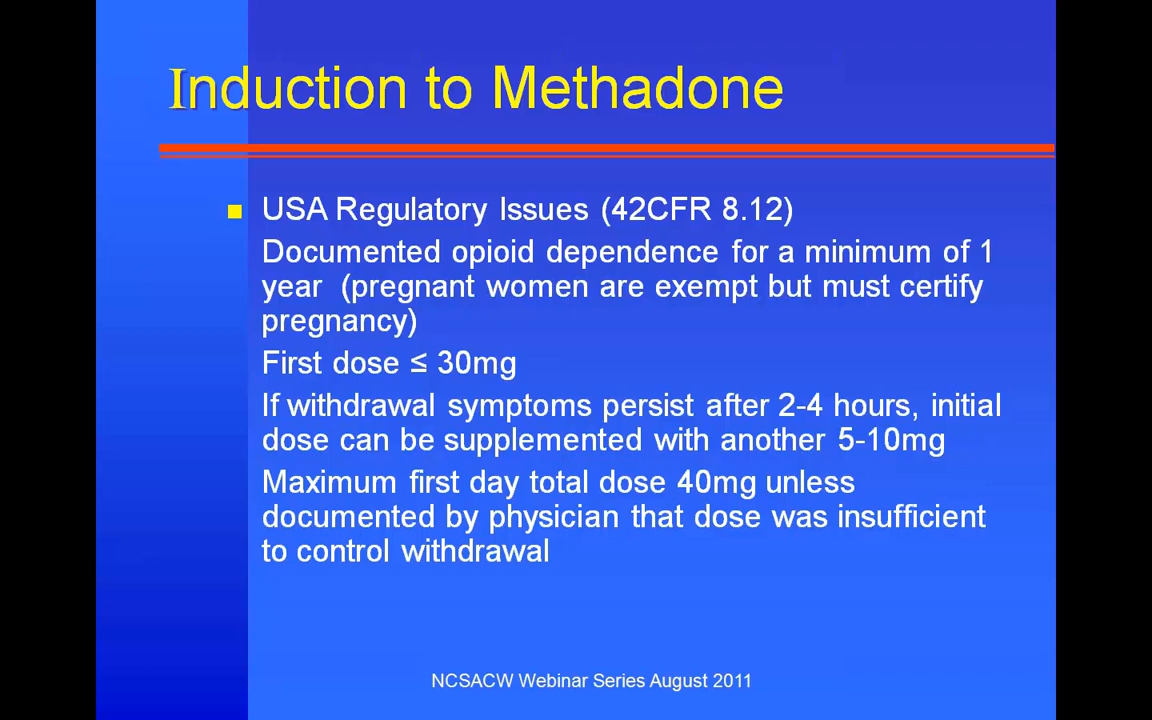 Induction to Methadone
USA Regulatory Issues (42CFR 8.12)
Documented opioid dependence for a minimum of 1
year (pregnant women are exempt but must certify
pregnancy)
First dose ≤ 30mg
If withdrawal symptoms persist after 2-4 hours, initial
dose can be supplemented with another 5-10mg
Maximum first day total dose 40mg unless
documented by physician that dose was insufficient
to control withdrawal
NCSACW Webinar Series August 2011